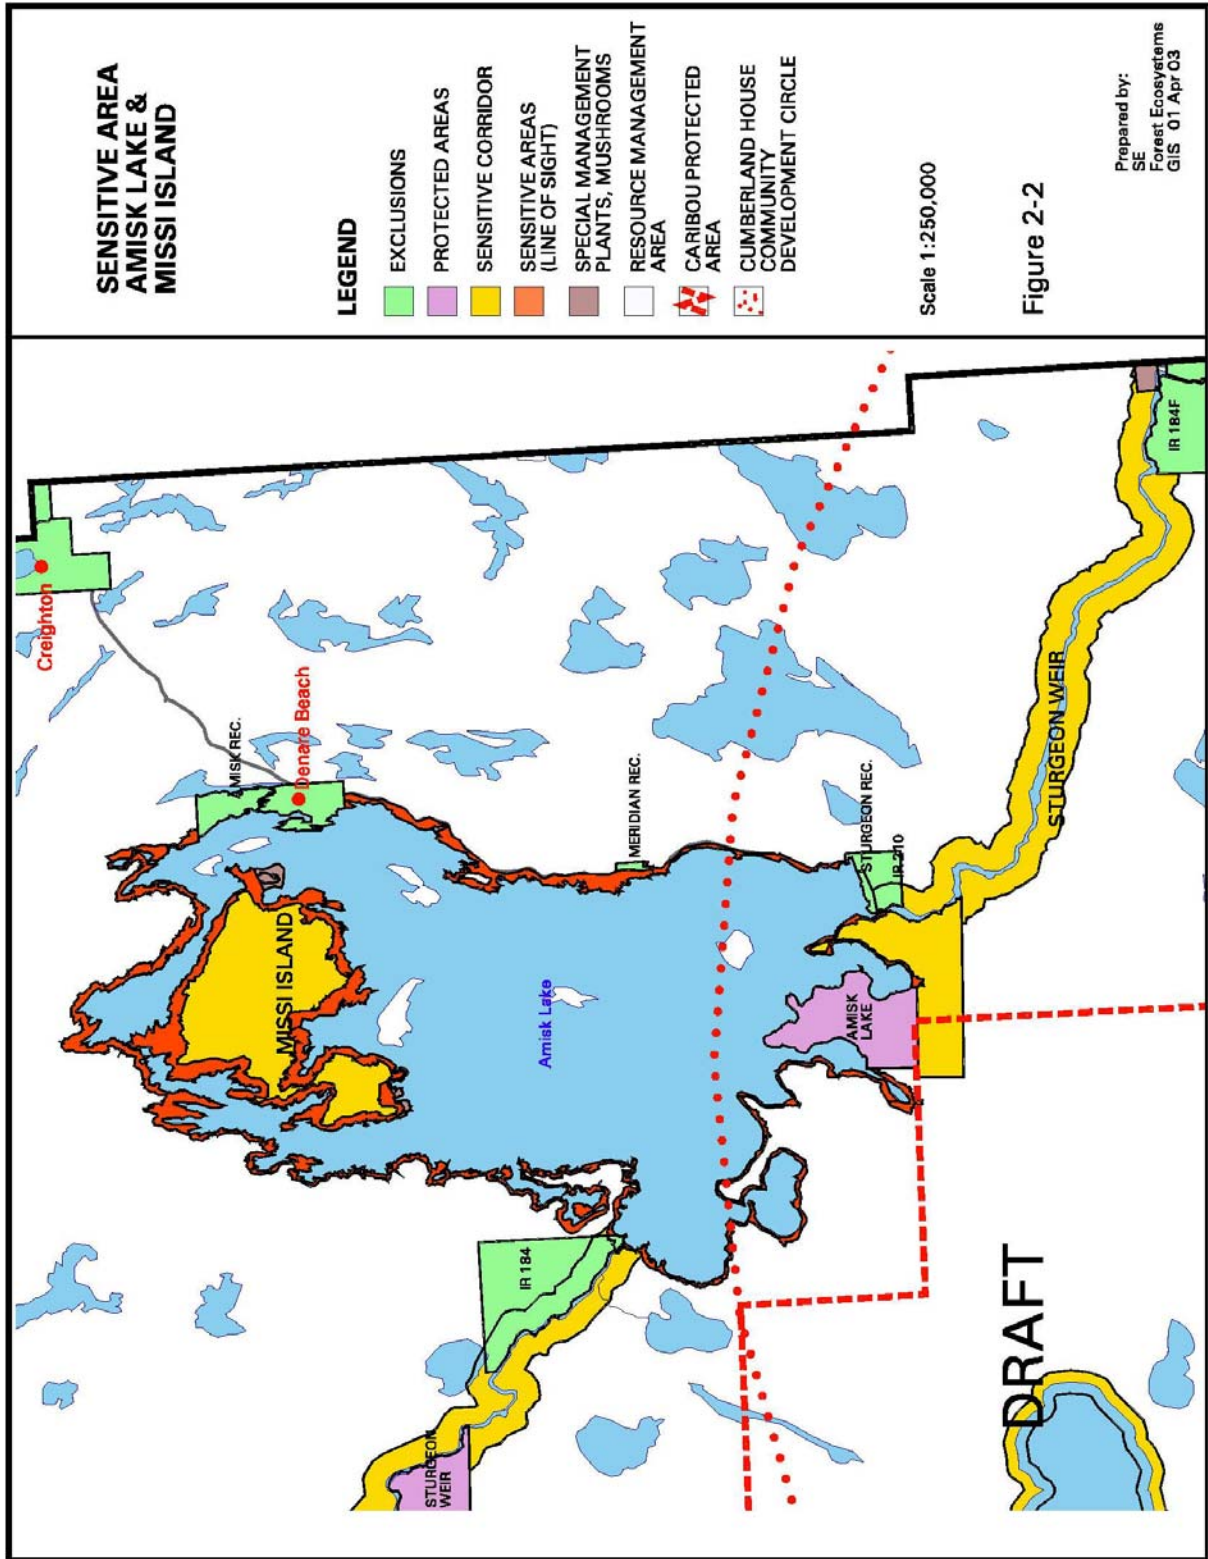 SENSITIVE AREA
AMISK LAKE &
MISSI ISLAND
LEGEND
EXCLUSIONS
PROTECTED AREAS
SENSITIVE CORRIDOR
SENSITIVE AREAS
(LINE OF SIGHT)
SPECIAL MANAGEMENT
PLANTS, MUSHROOMS
RESOURCE MANAGEMENT
AREA
CARIBOU PROTECTED
AREA
CUMBERLAND HOUSE
COMMUNITY
DEVELOPMENT CIRCLE
Scale 1:250,000
Figure 2-2
Prepared by:
SE
Forest Ecosystems
GIS 01 Apr 03
Creighton
MISK REC.
Denare Beach
MISSI ISLAND
Amisk Lake
MERIDIAN REC.
IR 184
STURGEON
WEIR
STURGEON REC.
IR 210
AMISK
LAKE
STURGEON WEIR
IR 184F
DRAFT